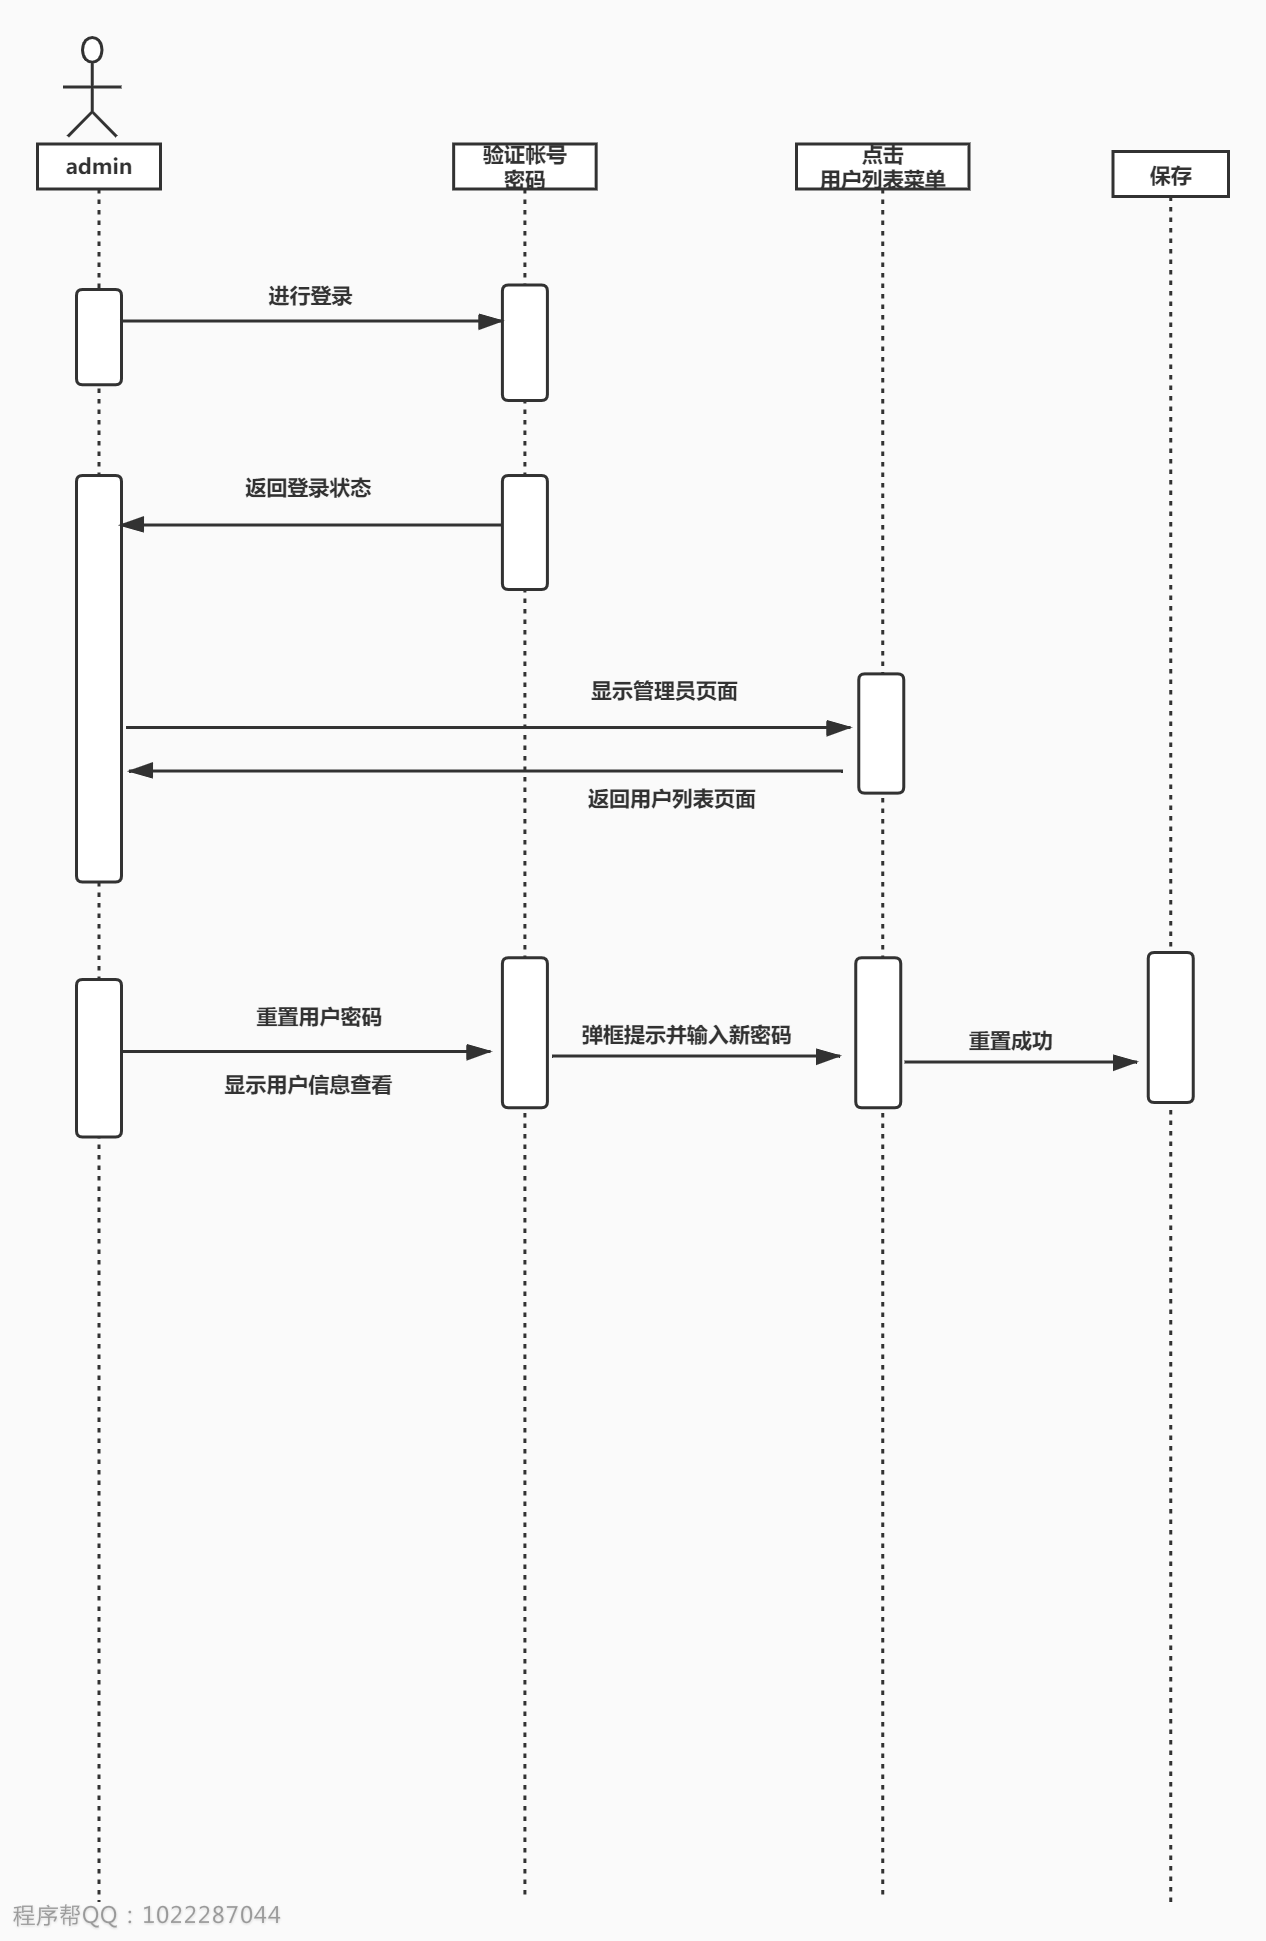 admin
验证帐号
密码
点击
用户列表菜单
保存
进行登录
返回登录状态
显示管理员页面
返回用户列表页面
重置用户密码
弹框提示并输入新密码
重置成功
显示用户信息查看
程序帮QQ：1022287044